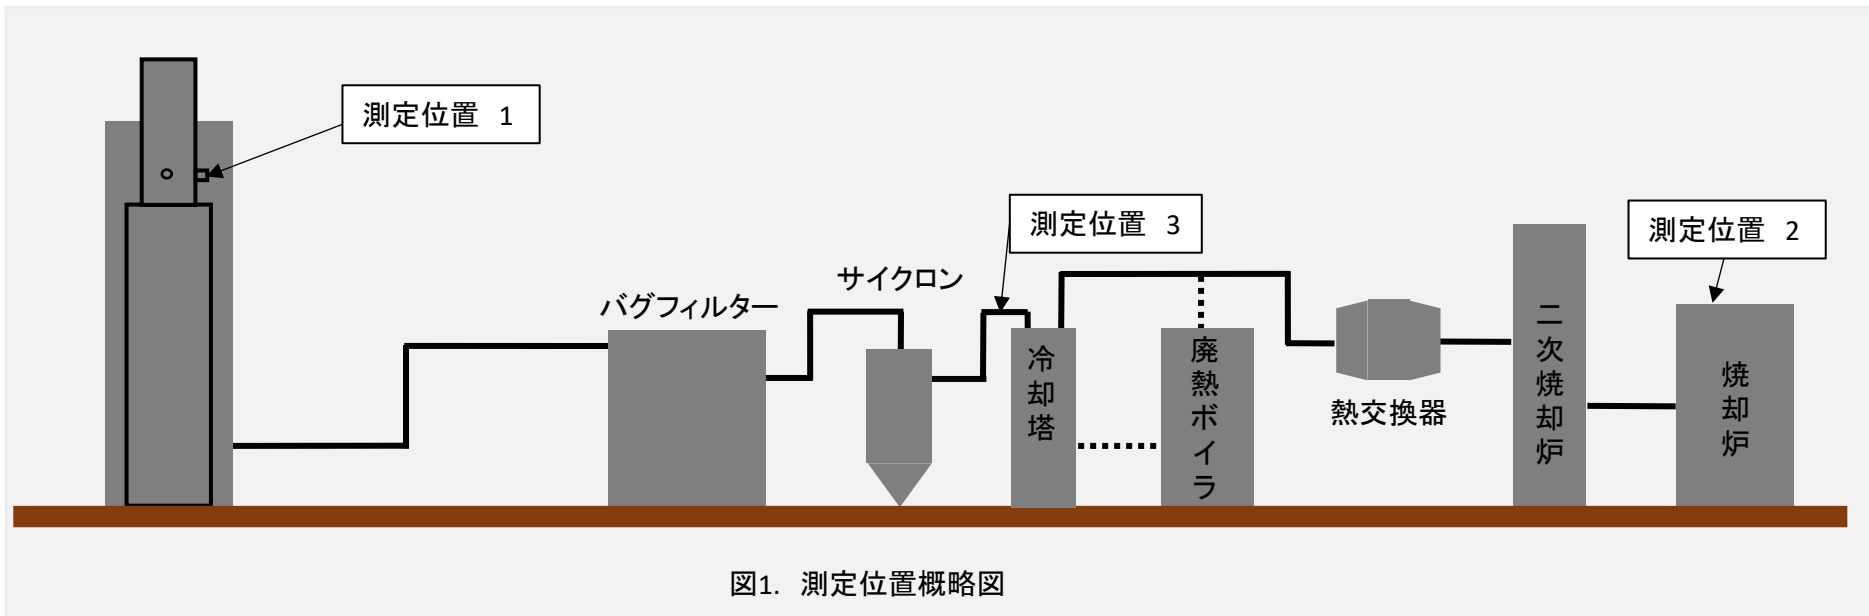 測定位置 1
測定位置 3
測定位置 2
サイクロン
バグフィルター
冷却塔
廃熱ボイラ
熱交換器
二次焼却炉
焼却炉
図1. 測定位置概略図